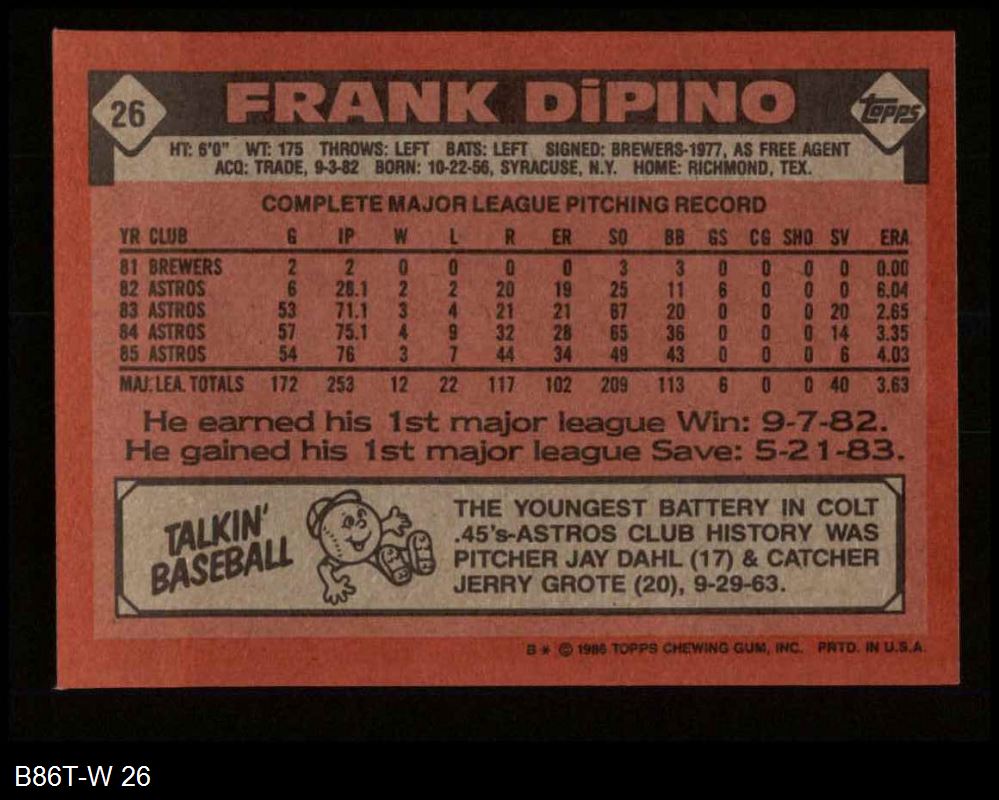 26
FRANK DiPINO
Topps
HT: 6'0" WT: 175 THROWS: LEFT BATS: LEFT SIGNED: BREWERS-1977, AS FREE AGENT
ACQ: TRADE, 9-3-82 BORN: 10-22-56, SYRACUSE, N.Y. HOME: RICHMOND, TEX.
COMPLETE MAJOR LEAGUE PITCHING RECORD
YR CLUB G IP W L R ER SO BB GS CG SHO SV ERA
81 BREWERS 2 2 0 0 0 0 3 3 0 0 0 0 0.00
82 ASTROS 6 28.1 2 2 20 19 25 11 6 0 0 0 6.04
83 ASTROS 53 71.1 3 4 21 21 67 20 0 0 0 20 2.65
84 ASTROS 57 75.1 4 9 32 28 65 36 0 0 0 14 3.35
85 ASTROS 54 76 3 7 44 34 49 43 0 0 0 6 4.03
MAJ. LEA. TOTALS 172 253 12 22 117 102 209 113 6 0 0 40 3.63
He earned his 1st major league Win: 9-7-82.
He gained his 1st major league Save: 5-21-83.
TALKIN'
BASEBALL
THE YOUNGEST BATTERY IN COLT
.45's-ASTROS CLUB HISTORY WAS
PITCHER JAY DAHL (17) & CATCHER
JERRY GROTE (20), 9-29-63.
B* © 1986 TOPPS CHEWING GUM, INC. PRTD. IN U.S.A.
B86T-W 26